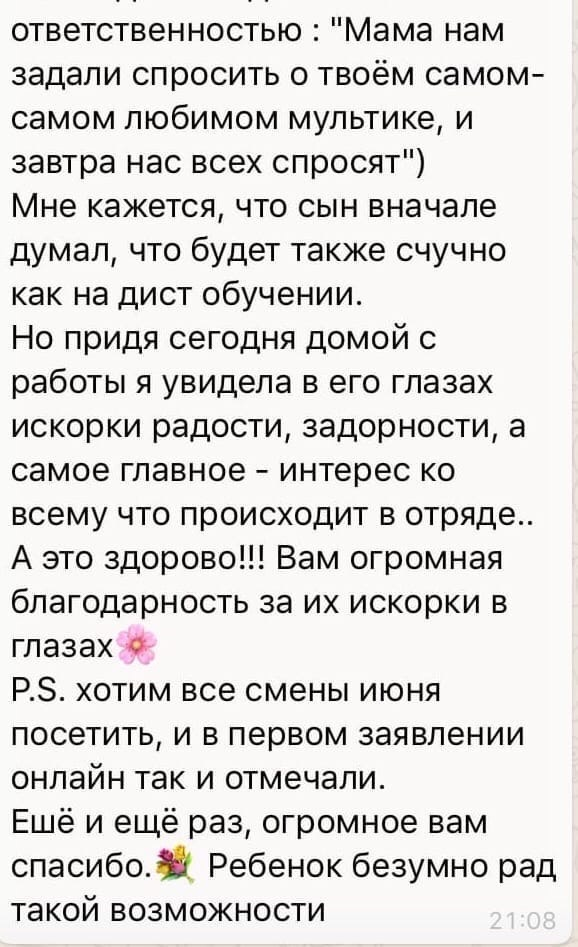 ответственностью : "Мама нам
задали спросить о твоём самом-
самом любимом мультике, и
завтра нас всех спросят")
Мне кажется, что сын вначале
думал, что будет также счучно
как на дист обучении.
Но придя сегодня домой с
работы я увидела в его глазах
искорки радости, задорности, а
самое главное - интерес ко
всему что происходит в отряде..
А это здорово!!! Вам огромная
благодарность за их искорки в
глазах🌸
P.S. хотим все смены июня
посетить, и в первом заявлении
онлайн так и отмечали.
Ешё и ещё раз, огромное вам
спасибо.💐 Ребенок безумно рад
такой возможности
21:08